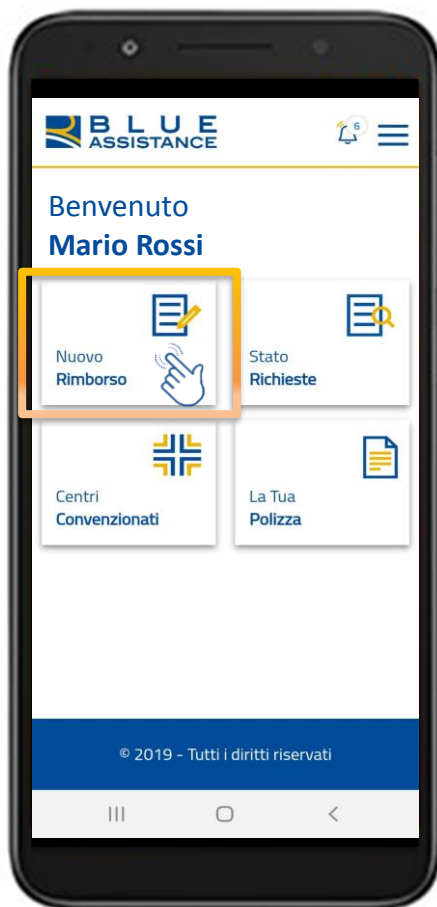 BLUE
ASSISTANCE
6
Benvenuto
Mario Rossi
Nuovo
Rimborso
Stato
Richieste
Centri
Convenzionati
La Tua
Polizza
© 2019 - Tutti i diritti riservati